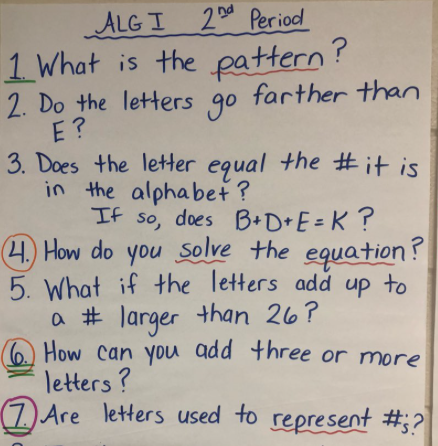 ALG I 2nd Period
1. What is the pattern?
2. Do the letters go farther than
E?
3. Does the letter equal the # it is
in the alphabet?
If so, does B+D+E=K?
4. How do you solve the equation?
5. What if the letters add up to
a # larger than 26?
6. How can you add three or more
letters?
7. Are letters used to represent #s?